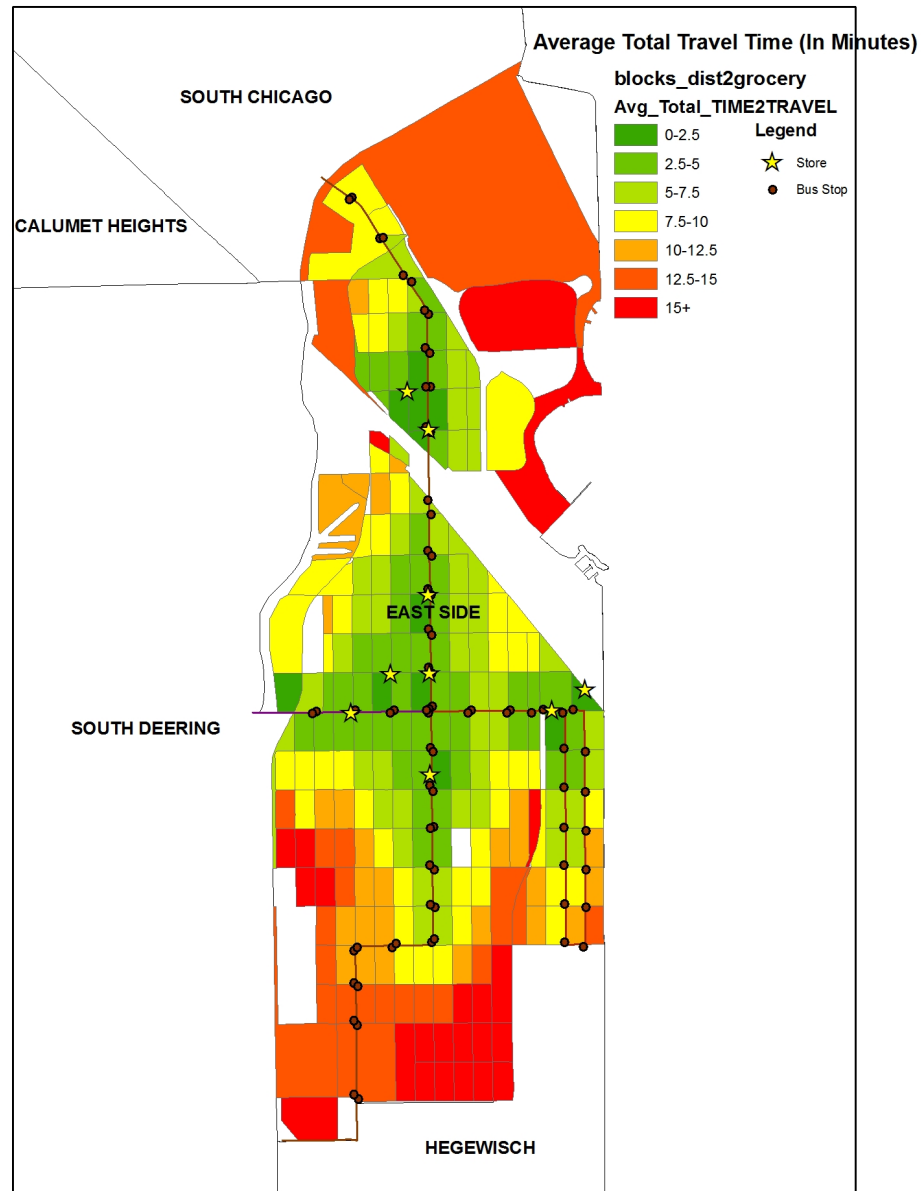 Average Total Travel Time (In Minutes)
blocks_dist2grocery
Avg_Total_TIME2TRAVEL
0-2.5
2.5-5
5-7.5
7.5-10
10-12.5
12.5-15
15+
Legend
Store
Bus Stop
SOUTH CHICAGO
CALUMET HEIGHTS
EAST SIDE
SOUTH DEERING
HEGEWISCH